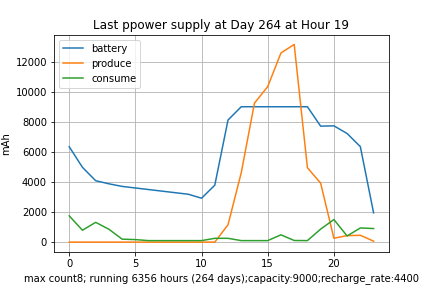 Last ppower supply at Day 264 at Hour 19
battery
produce
consume
mAh
12000
10000
8000
6000
4000
2000
0
0 5 10 15 20
max count8; running 6356 hours (264 days);capacity:9000;recharge_rate:4400